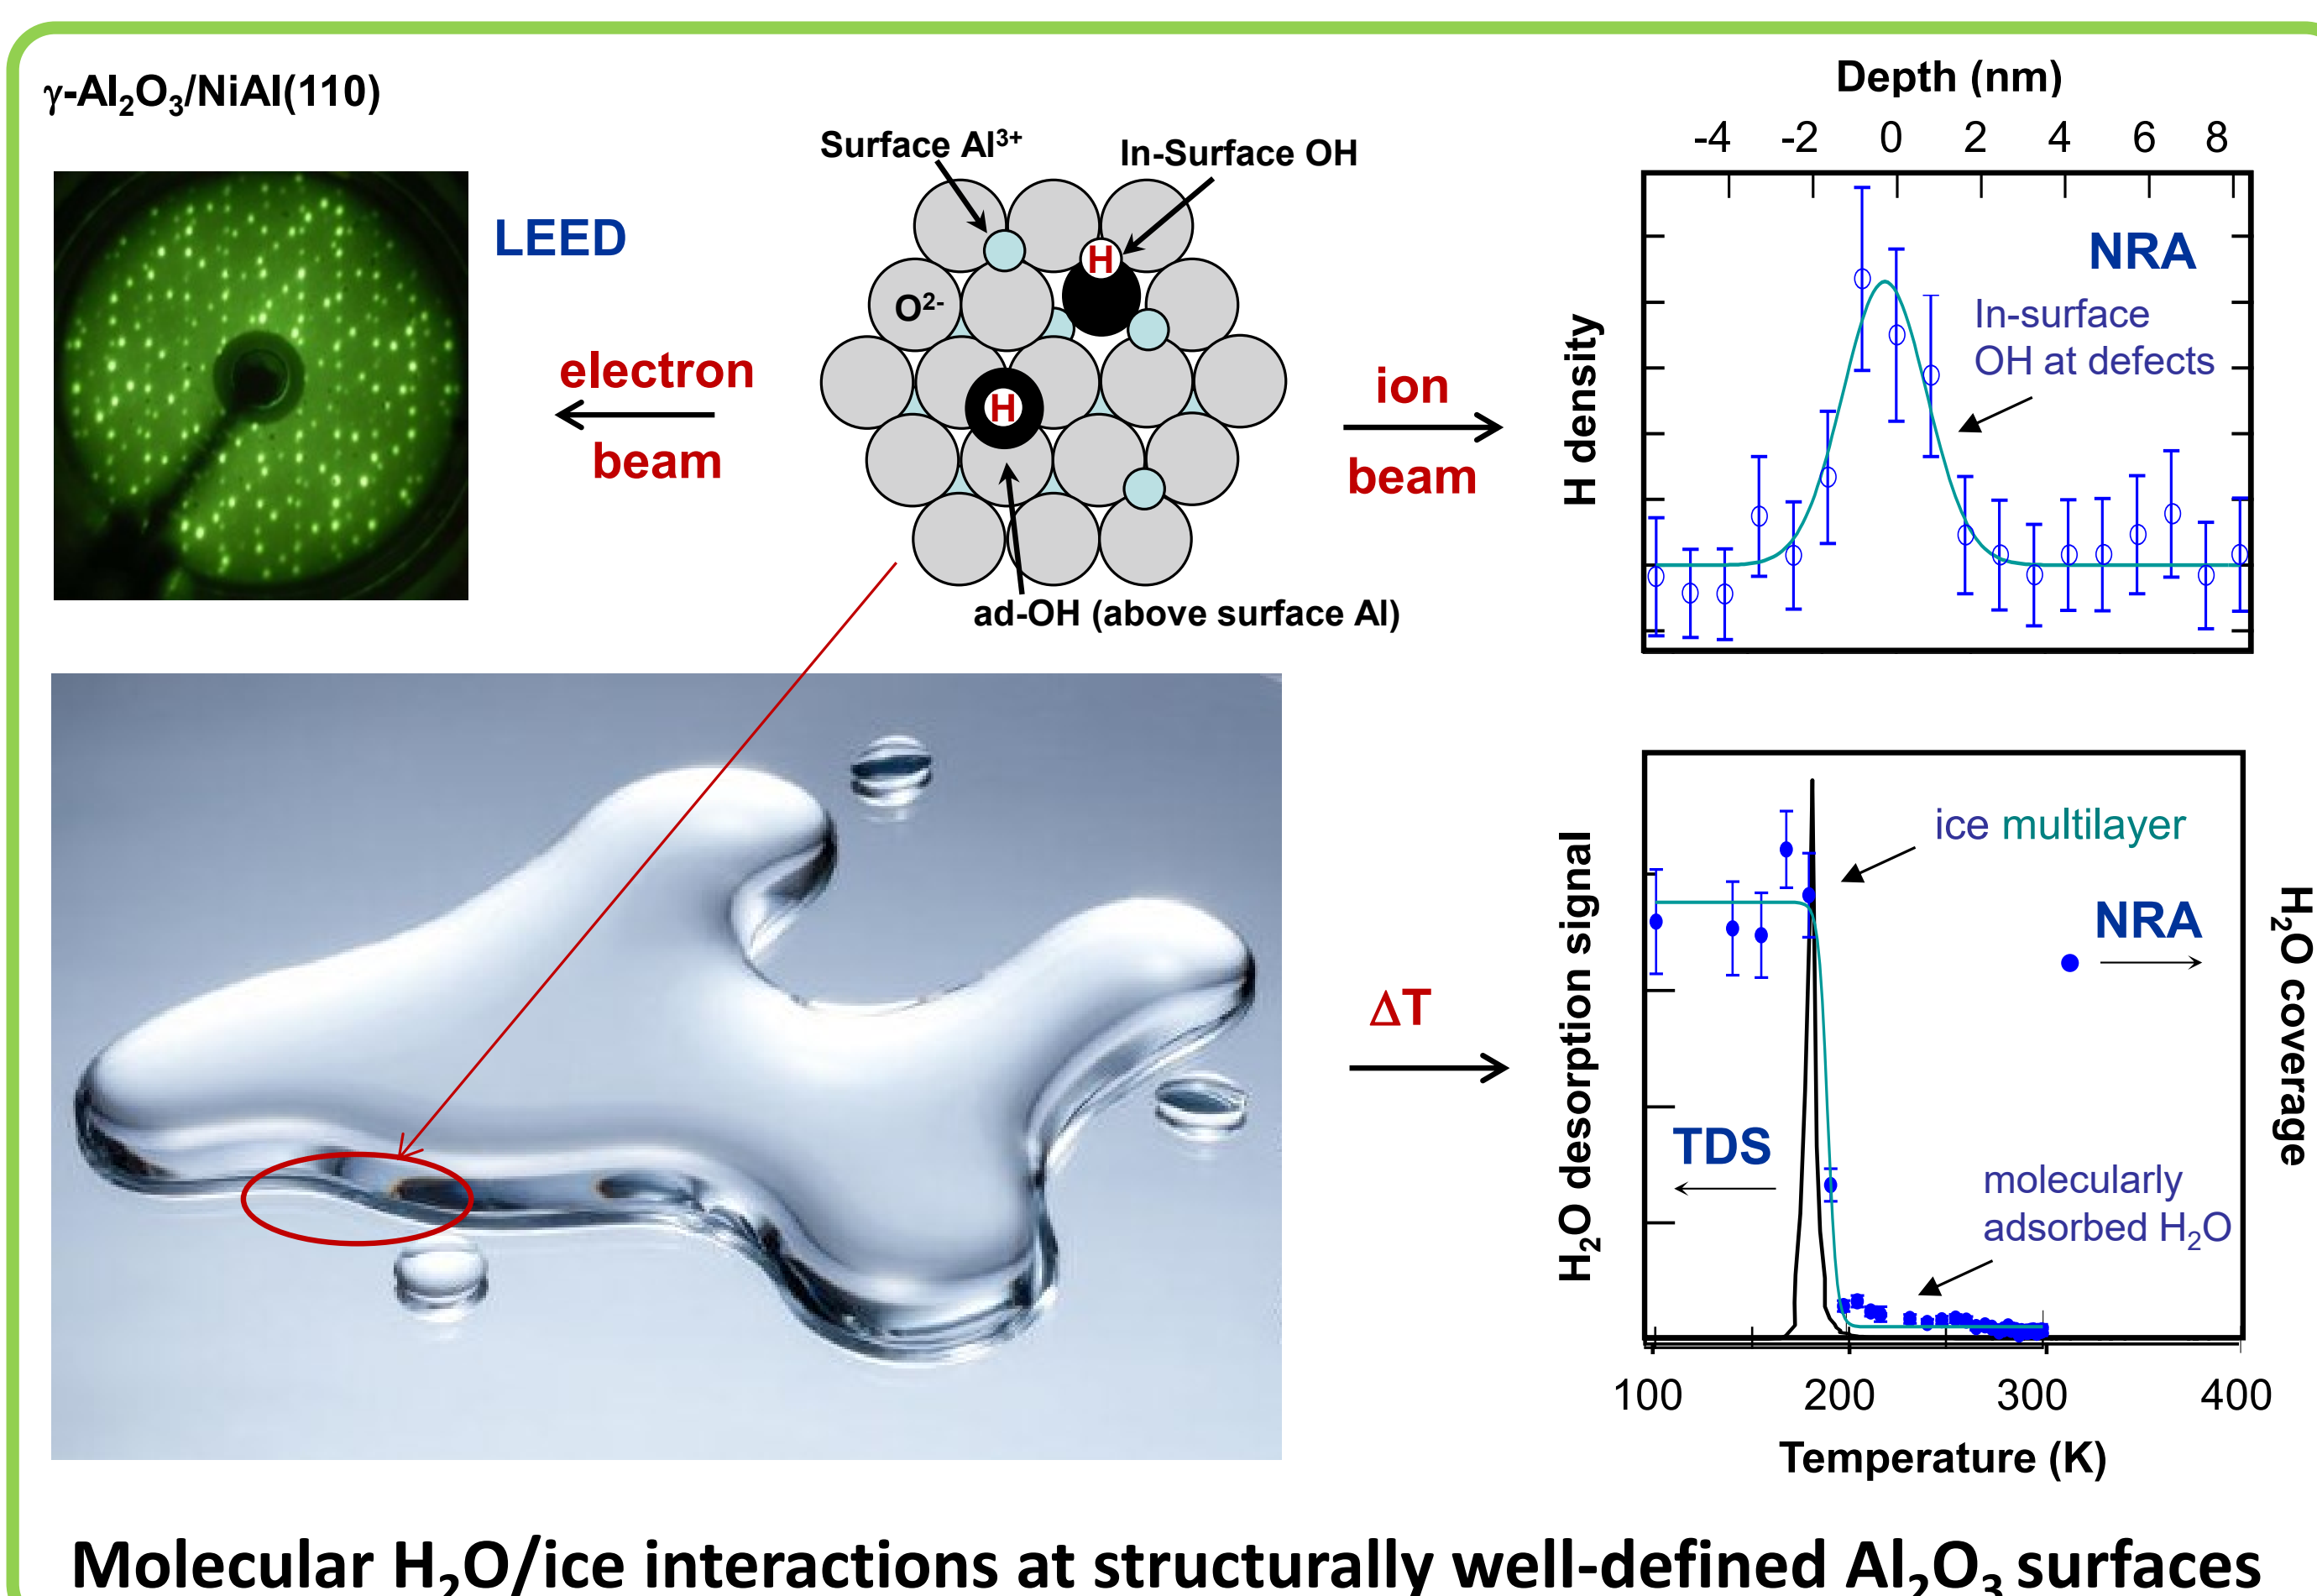 γ-Al₂O₃/NiAl(110)
LEED
electron
beam
Surface Al³⁺
In-Surface OH
H
O²⁻
H
ad-OH (above surface Al)
ion
beam
Depth (nm)
-4 -2 0 2 4 6 8
H density
NRA
In-surface
OH at defects
ΔT
H₂O desorption signal
ice multilayer
NRA
TDS
molecularly
adsorbed H₂O
H₂O coverage
100 200 300 400
Temperature (K)
Molecular H₂O/ice interactions at structurally well-defined Al₂O₃ surfaces